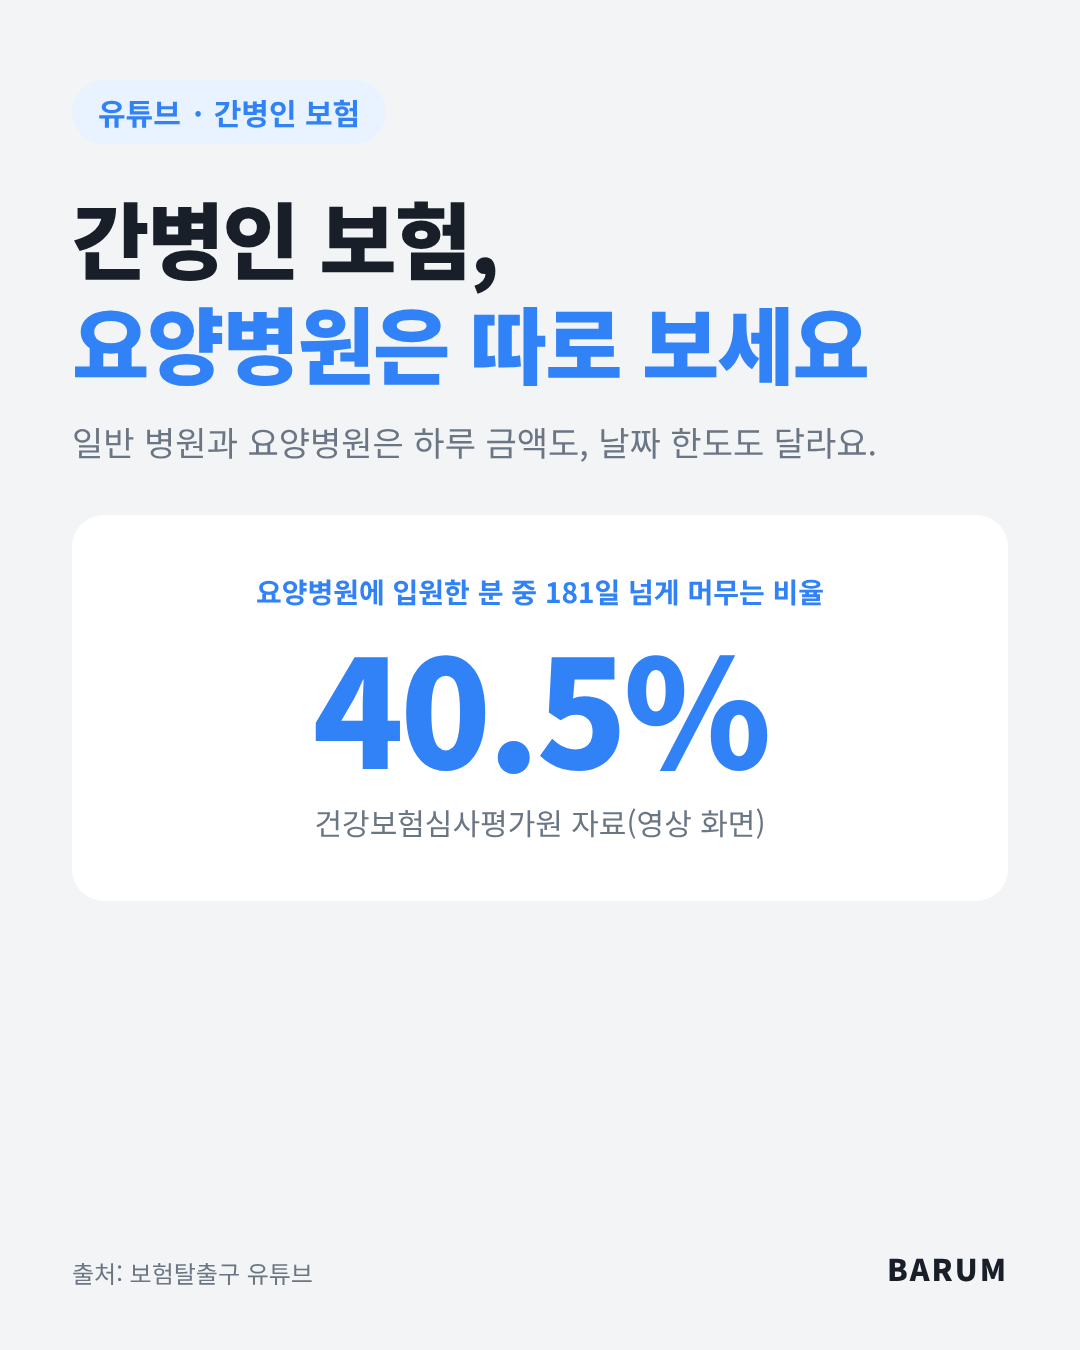 유튜브 · 간병인 보험
간병인 보험,
요양병원은 따로 보세요
일반 병원과 요양병원은 하루 금액도, 날짜 한도도 달라요.
요양병원에 입원한 분 중 181일 넘게 머무는 비율
40.5%
건강보험심사평가원 자료(영상 화면)
출처: 보험탈출구 유튜브
BARUM